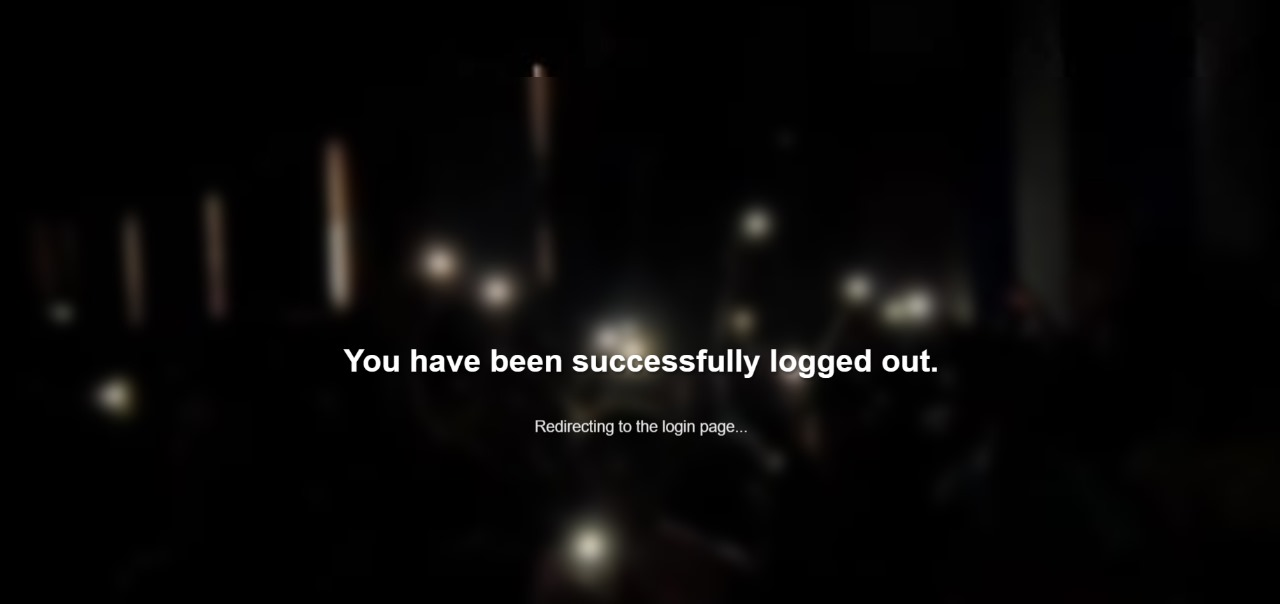 You have been successfully logged out.
Redirecting to the login page...